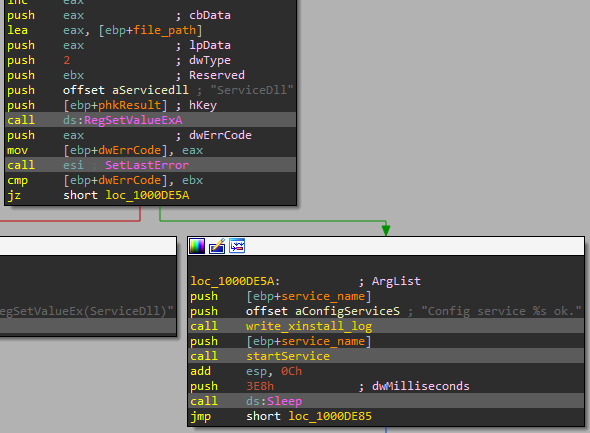 inc     eax
push    eax             ; cbData
lea     eax, [ebp+file_path]
push    eax             ; lpData
push    2               ; dwType
push    ebx             ; Reserved
push    offset aServicedll ; "ServiceDll"
push    [ebp+phkResult] ; hKey
call    ds:RegSetValueExA
push    eax             ; dwErrCode
mov     [ebp+dwErrCode], eax
call    esi ; SetLastError
cmp     [ebp+dwErrCode], ebx
jz      short loc_1000DE5A
egSetValueEx(ServiceDll)"
loc_1000DE5A:           ; ArgList
push    [ebp+service_name]
push    offset aConfigServiceS ; "Config service %s ok."
call    write_xinstall_log
push    [ebp+service_name]
call    startService
add     esp, 0Ch
push    3E8h            ; dwMilliseconds
call    ds:Sleep
jmp     short loc_1000DE85